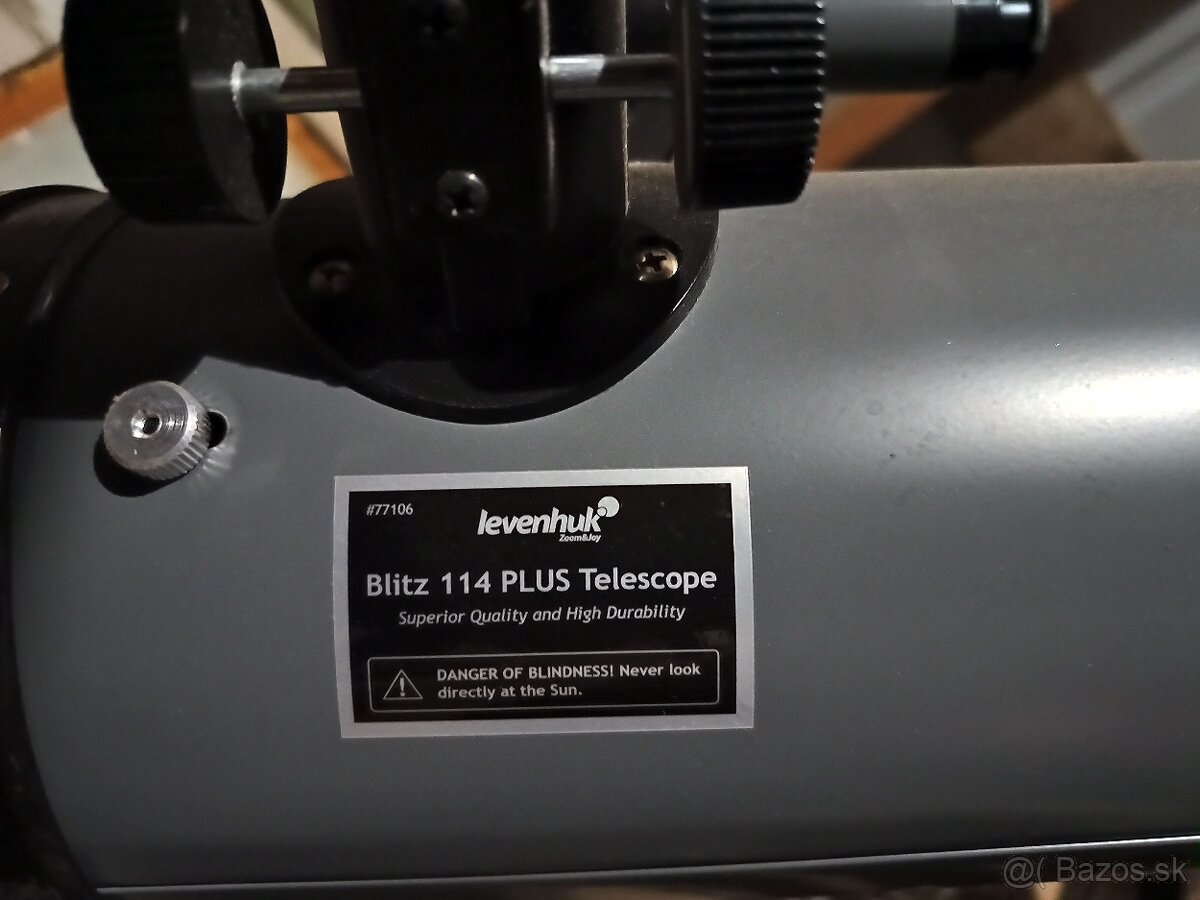 #77106
levenhuk
Zoom&Joy
Blitz 114 PLUS Telescope
Superior Quality and High Durability
DANGER OF BLINDNESS! Never look
directly at the Sun.
@( Bazos.sk